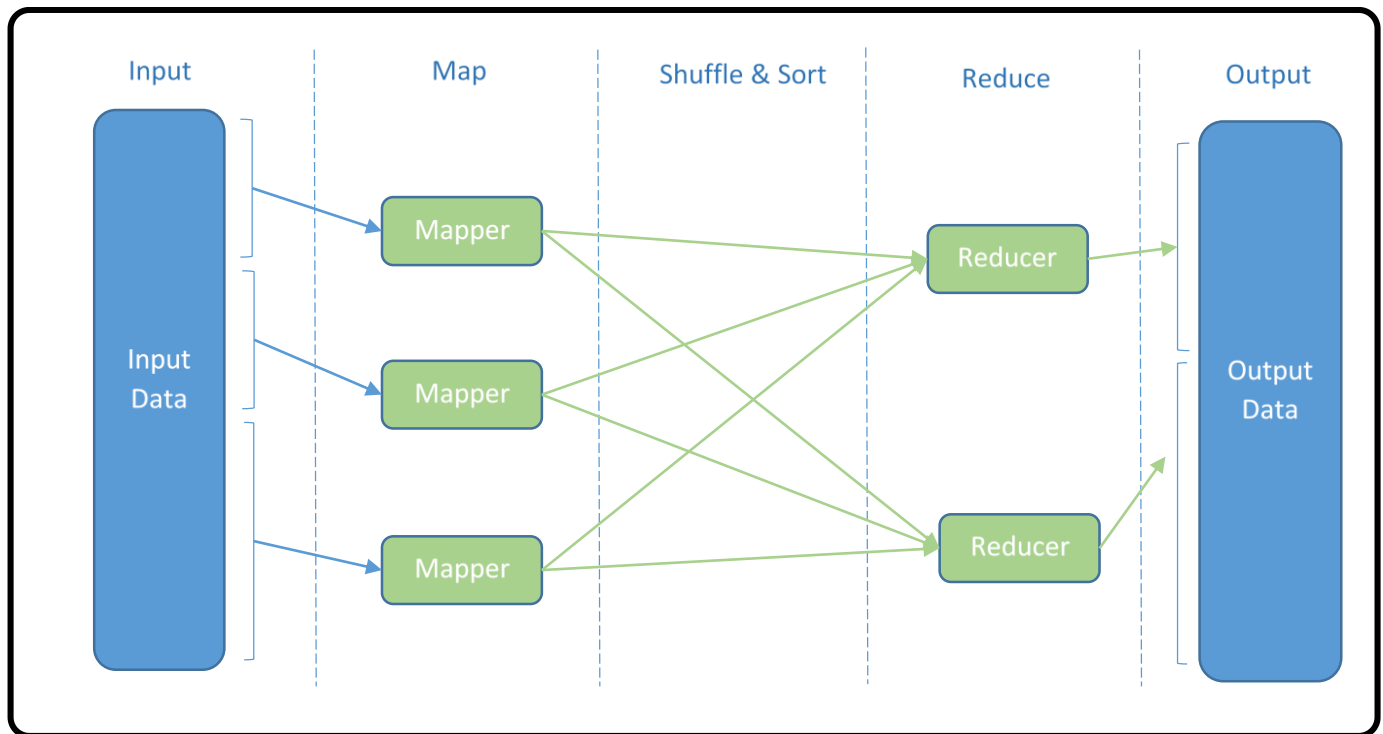 Input
Map
Shuffle & Sort
Reduce
Output
Input
Data
Mapper
Mapper
Mapper
Reducer
Reducer
Output
Data